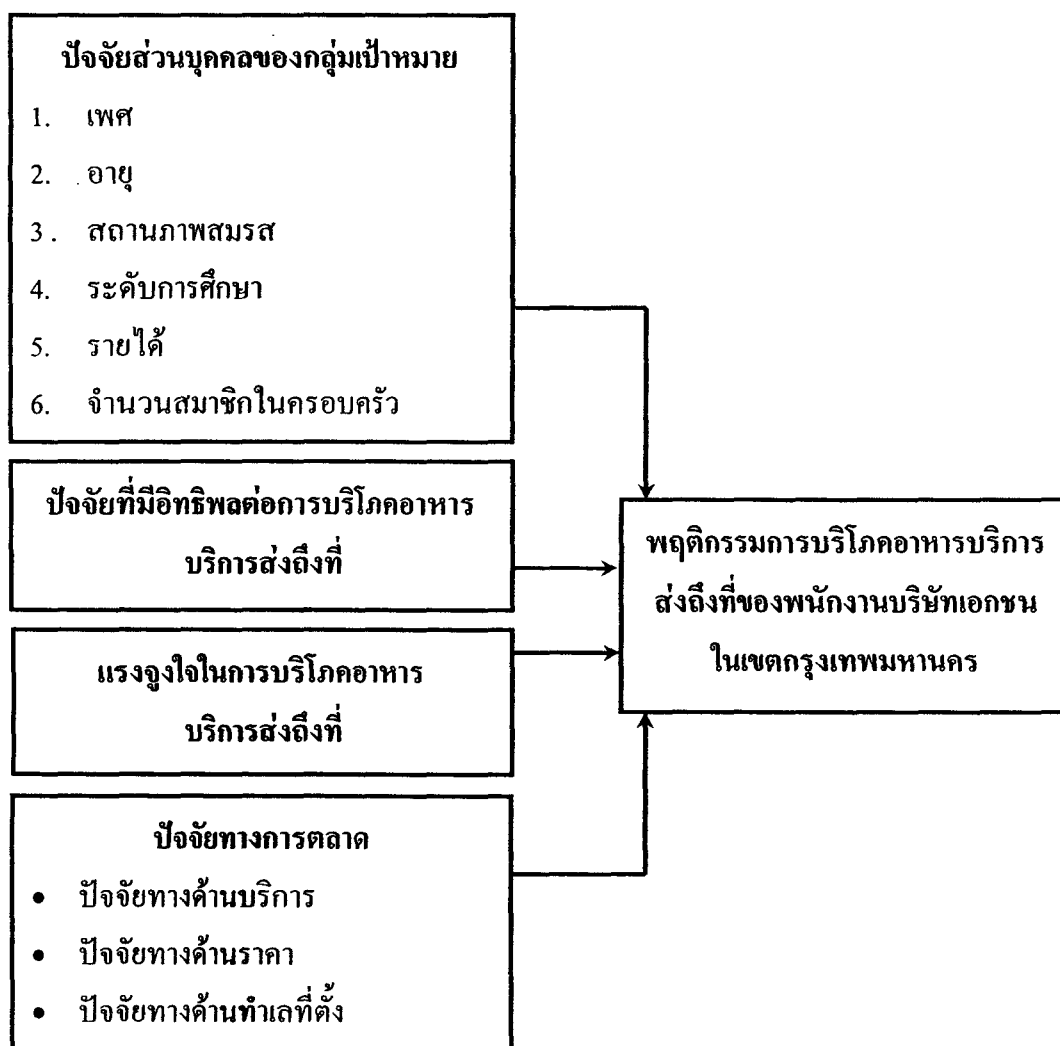 ปัจจัยส่วนบุคคลของกลุ่มเป้าหมาย
1. เพศ
2. อายุ
3. สถานภาพสมรส
4. ระดับการศึกษา
5. รายได้
6. จำนวนสมาชิกในครอบครัว
ปัจจัยที่มีอิทธิพลต่อการบริโภคอาหาร
บริการส่งถึงที่
แรงจูงใจในการบริโภคอาหาร
บริการส่งถึงที่
ปัจจัยทางการตลาด
• ปัจจัยทางด้านบริการ
• ปัจจัยทางด้านราคา
• ปัจจัยทางด้านทำเลที่ตั้ง
พฤติกรรมการบริโภคอาหารบริการ
ส่งถึงที่ของพนักงานบริษัทเอกชน
ในเขตกรุงเทพมหานคร